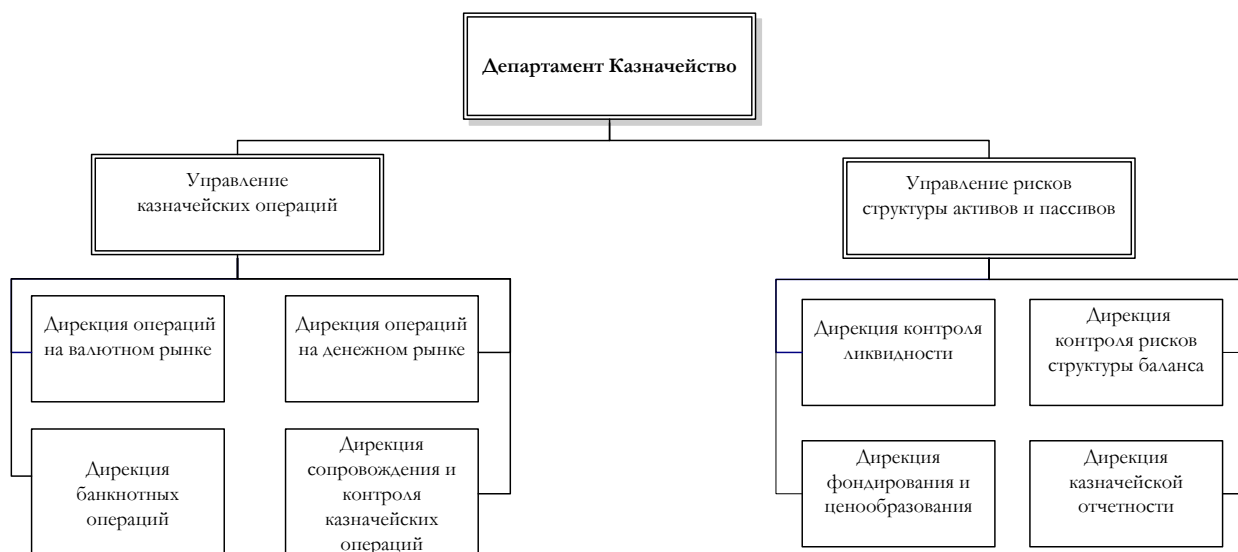 Департамент Казначейство
Управление
казначейских операций
Управление рисков
структуры активов и пассивов
Дирекция операций
на валютном рынке
Дирекция операций
на денежном рынке
Дирекция контроля
ликвидности
Дирекция
контроля рисков
структуры баланса
Дирекция
банкнотных
операций
Дирекция
сопровождения и
контроля
казначейских
операций
Дирекция
фондирования и
ценообразования
Дирекция
казначейской
отчетности